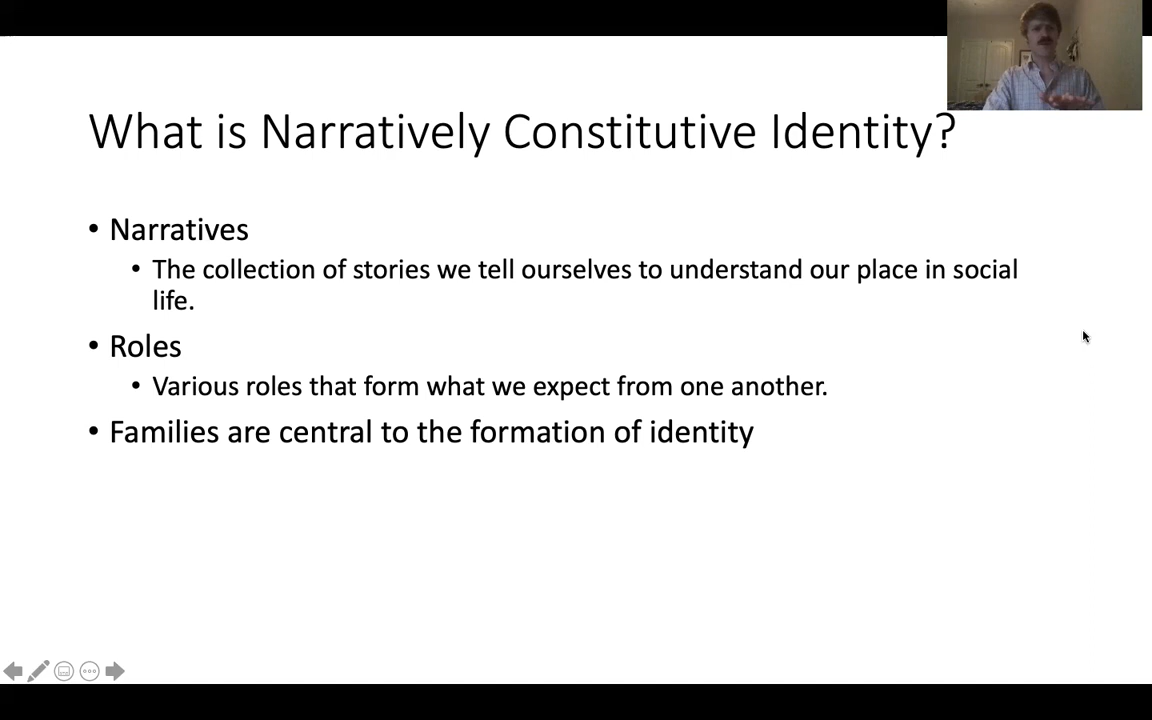 What is Narratively Constitutive Identity?
• Narratives
• The collection of stories we tell ourselves to understand our place in social
life.
• Roles
• Various roles that form what we expect from one another.
• Families are central to the formation of identity